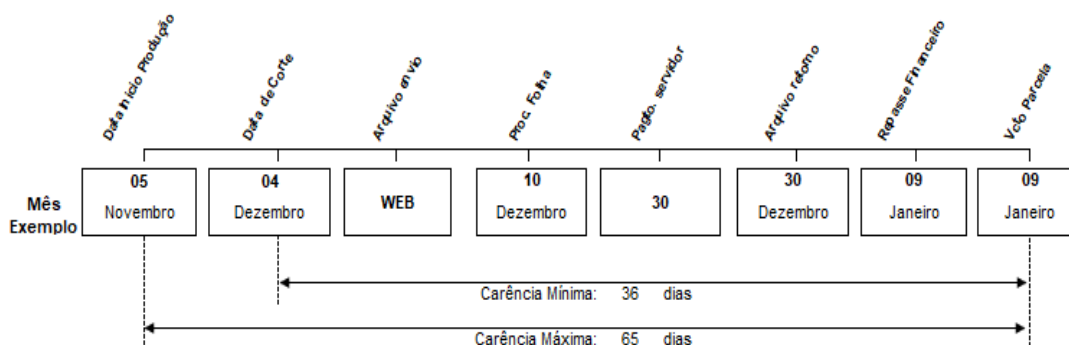 Data Inicio Produção
Data de Corte
Arquivo envio
Proc. Folha
Pagto. servidor
Arquivo retorno
Repasse Financeiro
Vcto Parcela
Mês
Exemplo
05
Novembro
04
Dezembro
WEB
10
Dezembro
30
30
Dezembro
09
Janeiro
09
Janeiro
Carência Mínima: 36 dias
Carência Máxima: 65 dias